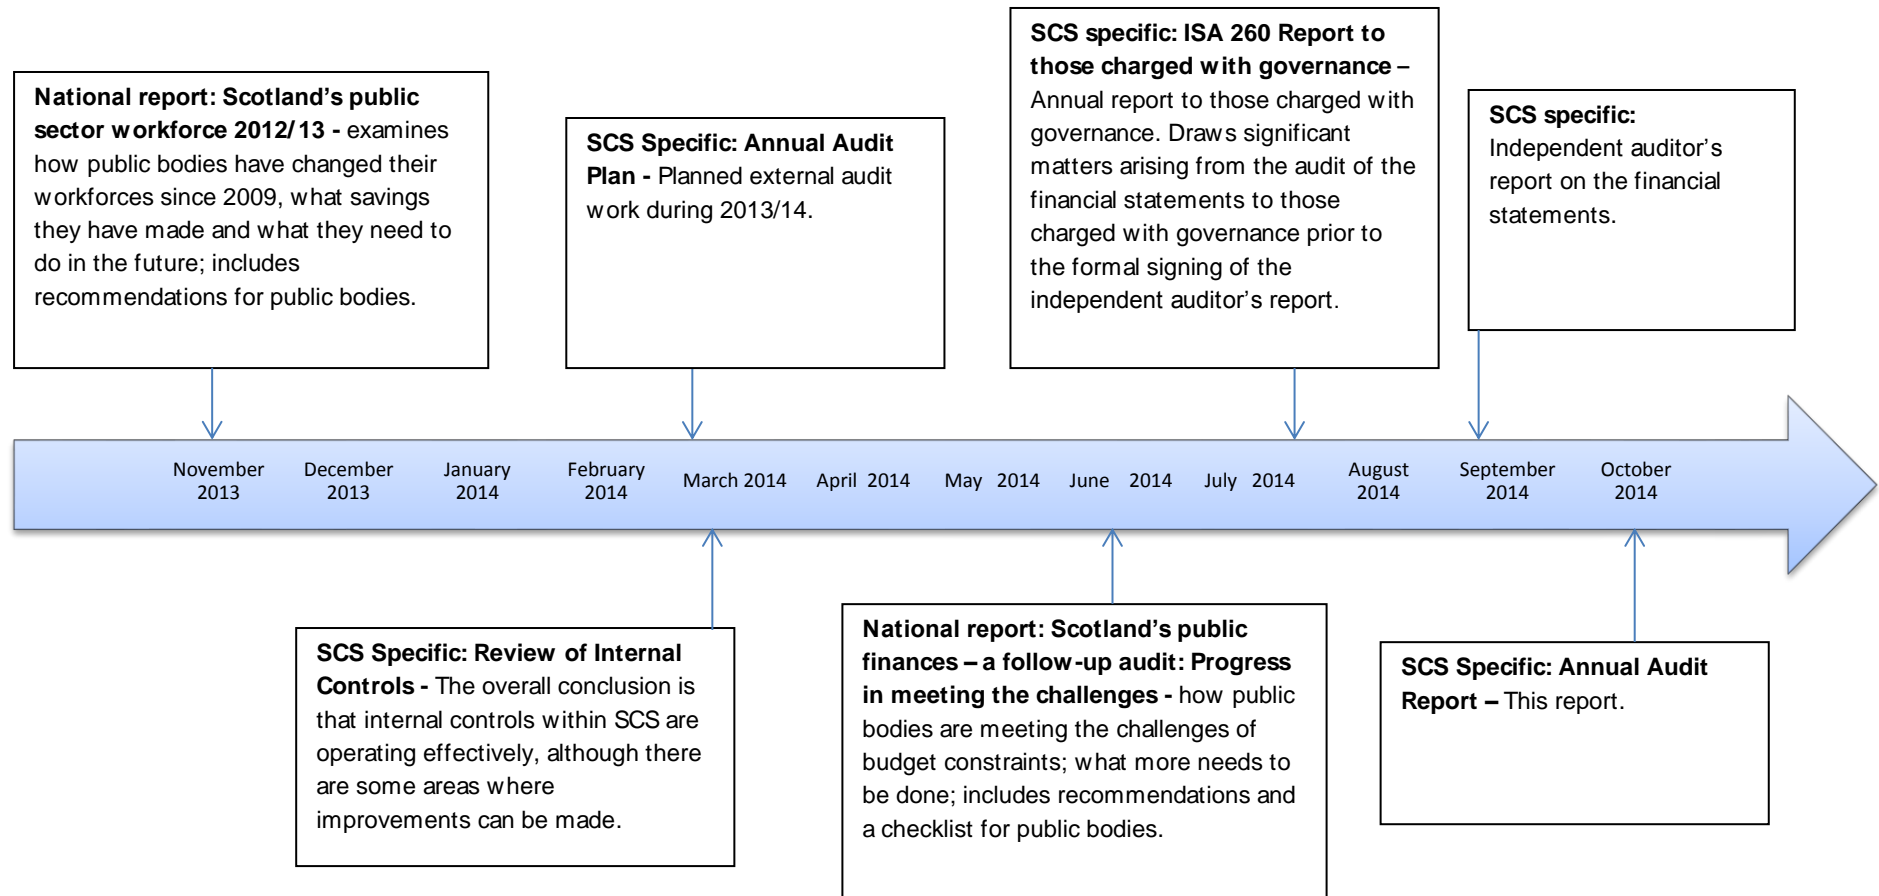 National report: Scotland’s public
sector workforce 2012/13 - examines
how public bodies have changed their
workforces since 2009, what savings
they have made and what they need to
do in the future; includes
recommendations for public bodies.
SCS Specific: Annual Audit
Plan - Planned external audit
work during 2013/14.
SCS specific: ISA 260 Report to
those charged with governance –
Annual report to those charged with
governance. Draws significant
matters arising from the audit of the
financial statements to those
charged with governance prior to
the formal signing of the
independent auditor’s report.
SCS specific:
Independent auditor’s
report on the financial
statements.
November
2013
December
2013
January
2014
February
2014
March 2014
April 2014
May 2014
June 2014
July 2014
August
2014
September
2014
October
2014
SCS Specific: Review of Internal
Controls - The overall conclusion is
that internal controls within SCS are
operating effectively, although there
are some areas where
improvements can be made.
National report: Scotland’s public
finances – a follow-up audit: Progress
in meeting the challenges - how public
bodies are meeting the challenges of
budget constraints; what more needs to
be done; includes recommendations and
a checklist for public bodies.
SCS Specific: Annual Audit
Report – This report.